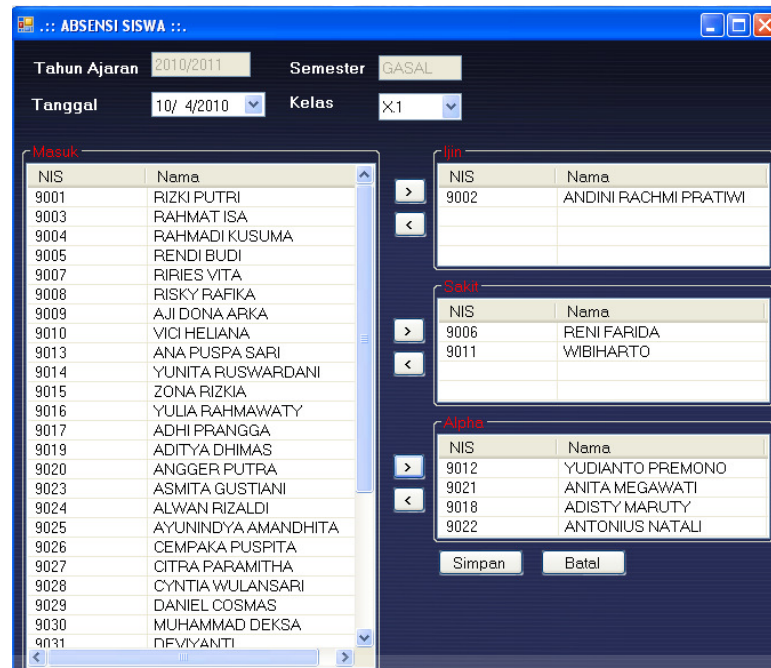 .:: ABSENSI SISWA ::.
Tahun Ajaran 2010/2011 Semester GASAL
Tanggal 10/ 4/2010 Kelas X.1
Masuk
NIS Nama
9001 RIZKI PUTRI
9003 RAHMAT ISA
9004 RAHMADI KUSUMA
9005 RENDI BUDI
9007 RIRIES VITA
9008 RISKY RAFIKA
9009 AJI DONA ARKA
9010 VICI HELIANA
9013 ANA PUSPA SARI
9014 YUNITA RUSWARDANI
9015 ZONA RIZKIA
9016 YULIA RAHMAWATY
9017 ADHI PRANGGA
9019 ADITYA DHIMAS
9020 ANGGER PUTRA
9023 ASMITA GUSTIANI
9024 ALWAN RIZALDI
9025 AYUNINDYA AMANDHITA
9026 CEMPAKA PUSPITA
9027 CITRA PARAMITHA
9028 CYNTIA WULANSARI
9029 DANIEL COSMAS
9030 MUHAMMAD DEKSA
9031 DEVIYANTI
>
<
Ijin
NIS Nama
9002 ANDINI RACHMI PRATIWI
>
<
Sakit
NIS Nama
9006 RENI FARIDA
9011 WIBIHARTO
>
<
Alpha
NIS Nama
9012 YUDIANTO PREMONO
9021 ANITA MEGAWATI
9018 ADISTY MARUTY
9022 ANTONIUS NATALI
Simpan Batal